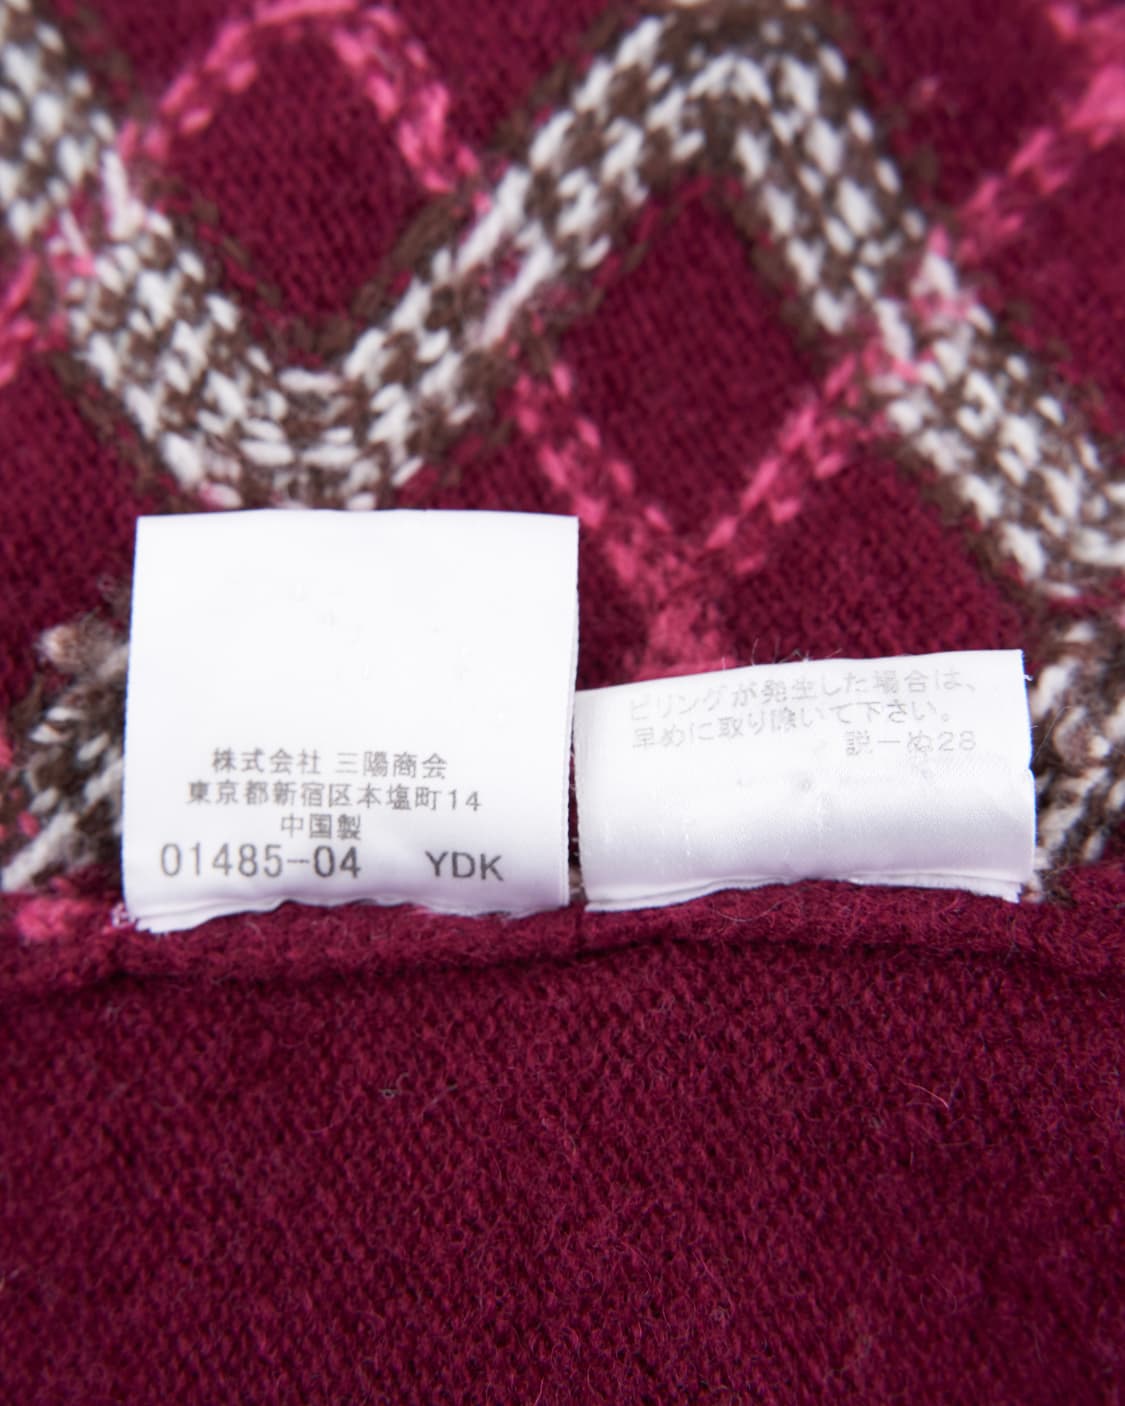 株式会社 三陽商会
東京都新宿区本塩町14
中国製
01485-04 YDK
ピリングが発生した場合は、
早めに取り除いて下さい。
説ーぬ28